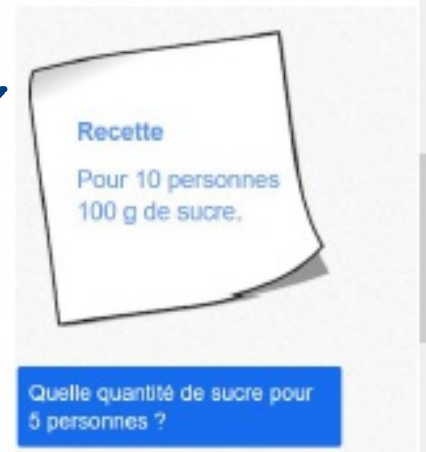 Recette
Pour 10 personnes
100 g de sucre.
Quelle quantité de sucre pour
5 personnes ?